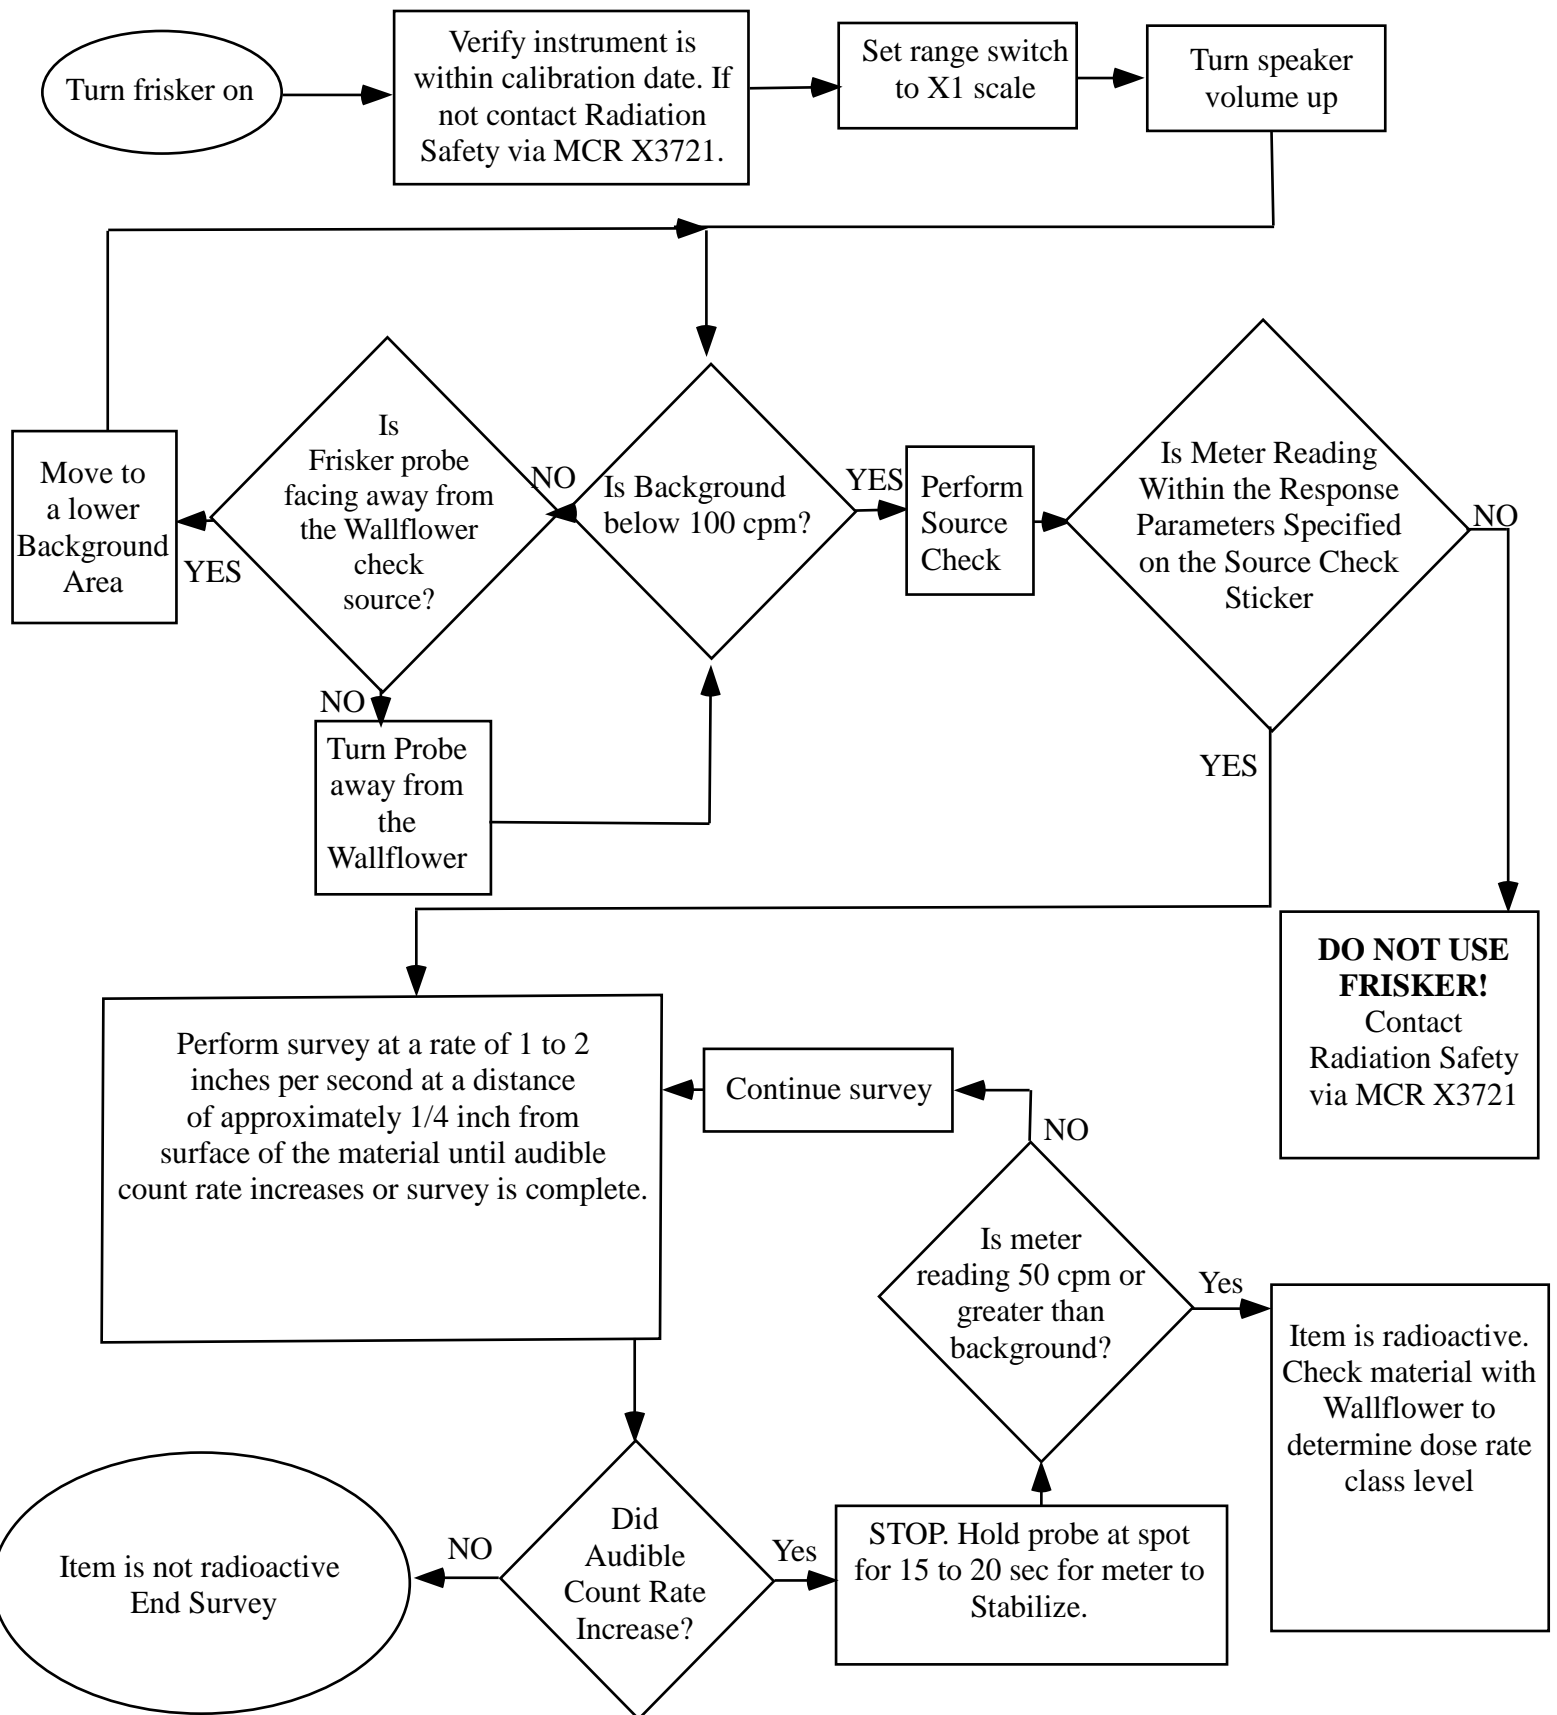 Turn frisker on
Verify instrument is
within calibration date. If
not contact Radiation
Safety via MCR X3721.
Set range switch
to X1 scale
Turn speaker
volume up
Move to
a lower
Background
Area
YES
Is
Frisker probe
facing away from
the Wallflower
check
source?
NO
Is Background
below 100 cpm?
YES
Perform
Source
Check
Is Meter Reading
Within the Response
Parameters Specified
on the Source Check
Sticker
NO
NO
Turn Probe
away from
the
Wallflower
YES
DO NOT USE
FRISKER!
Contact
Radiation Safety
via MCR X3721
Perform survey at a rate of 1 to 2
inches per second at a distance
of approximately 1/4 inch from
surface of the material until audible
count rate increases or survey is complete.
Continue survey
NO
Is meter
reading 50 cpm or
greater than
background?
Yes
Item is radioactive.
Check material with
Wallflower to
determine dose rate
class level
Item is not radioactive
End Survey
NO
Did
Audible
Count Rate
Increase?
Yes
STOP. Hold probe at spot
for 15 to 20 sec for meter to
Stabilize.